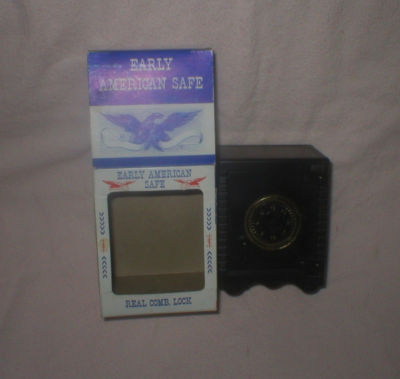 EARLY
AMERICAN SAFE
EARLY AMERICAN
SAFE
REAL COMB. LOCK